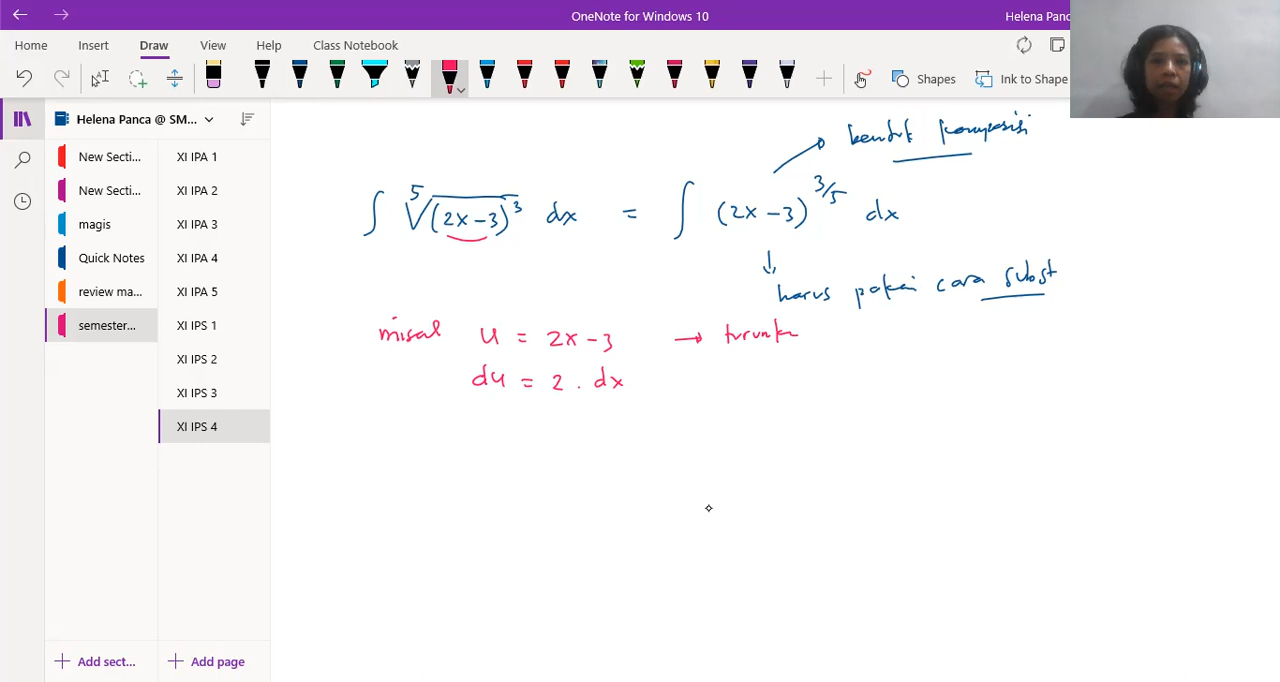 OneNote for Windows 10
Helena Panca
Home Insert Draw View Help Class Notebook
Shapes
Ink to Shape
Helena Panca @ SM...
New Secti...
New Secti...
magis
Quick Notes
review ma...
semester...
XI IPA 1
XI IPA 2
XI IPA 3
XI IPA 4
XI IPA 5
XI IPS 1
XI IPS 2
XI IPS 3
XI IPS 4
Add sect...
Add page
bentuk komposisi
∫ ⁵√(2x-3)³ dx = ∫ (2x-3)^3/5 dx
↓
harus pakai cara subst
misal u = 2x-3 → turunkan
du = 2 . dx